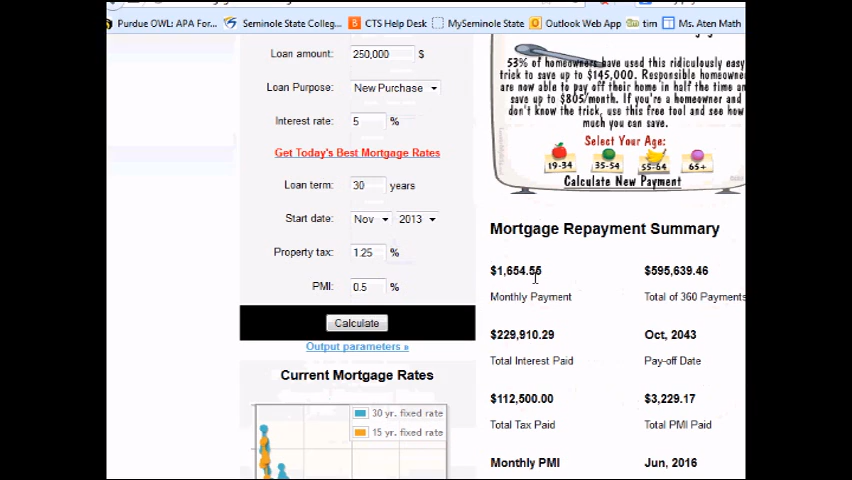 Purdue OWL: APA For... Seminole State Colleg... CTS Help Desk MySeminole State Outlook Web App tim Ms. Aten Math
Loan amount: 250,000 $
Loan Purpose: New Purchase
Interest rate: 5 %
Get Today's Best Mortgage Rates
Loan term: 30 years
Start date: Nov 2013
Property tax: 1.25 %
PMI: 0.5 %
Calculate
Output parameters »
Current Mortgage Rates
30 yr. fixed rate
15 yr. fixed rate
53% of homeowners have used this ridiculously easy
trick to save up to $145,000. Responsible homeowne
are now able to pay off their home in half the time an
save up to $805/month. If you're a homeowner and
don't know the trick, use this free tool and see how
much you can save.
Select Your Age:
19-34 35-54 55-64 65+
Calculate New Payment
Mortgage Repayment Summary
$1,654.55 $595,639.46
Monthly Payment Total of 360 Payments
$229,910.29 Oct, 2043
Total Interest Paid Pay-off Date
$112,500.00 $3,229.17
Total Tax Paid Total PMI Paid
Monthly PMI Jun, 2016